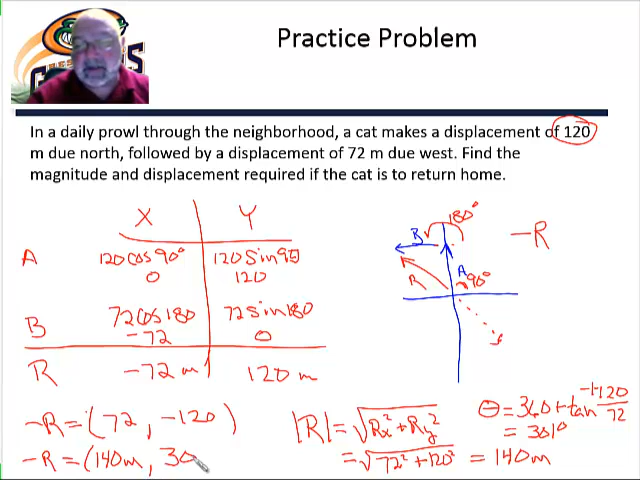 Practice Problem
In a daily prowl through the neighborhood, a cat makes a displacement of 120
m due north, followed by a displacement of 72 m due west. Find the
magnitude and displacement required if the cat is to return home.
X Y
A 120cos90° 120sin90
0 120
B 72cos180 72sin180
-72 0
R -72 m 120 m
180°
B
-R
A
R 90°
-R = (72, -120)
-R = (140m, 30
|R| = √Rx² + Ry²
= √72² + 120² = 140m
θ = 360 + tan⁻¹ -120/72
= 301°